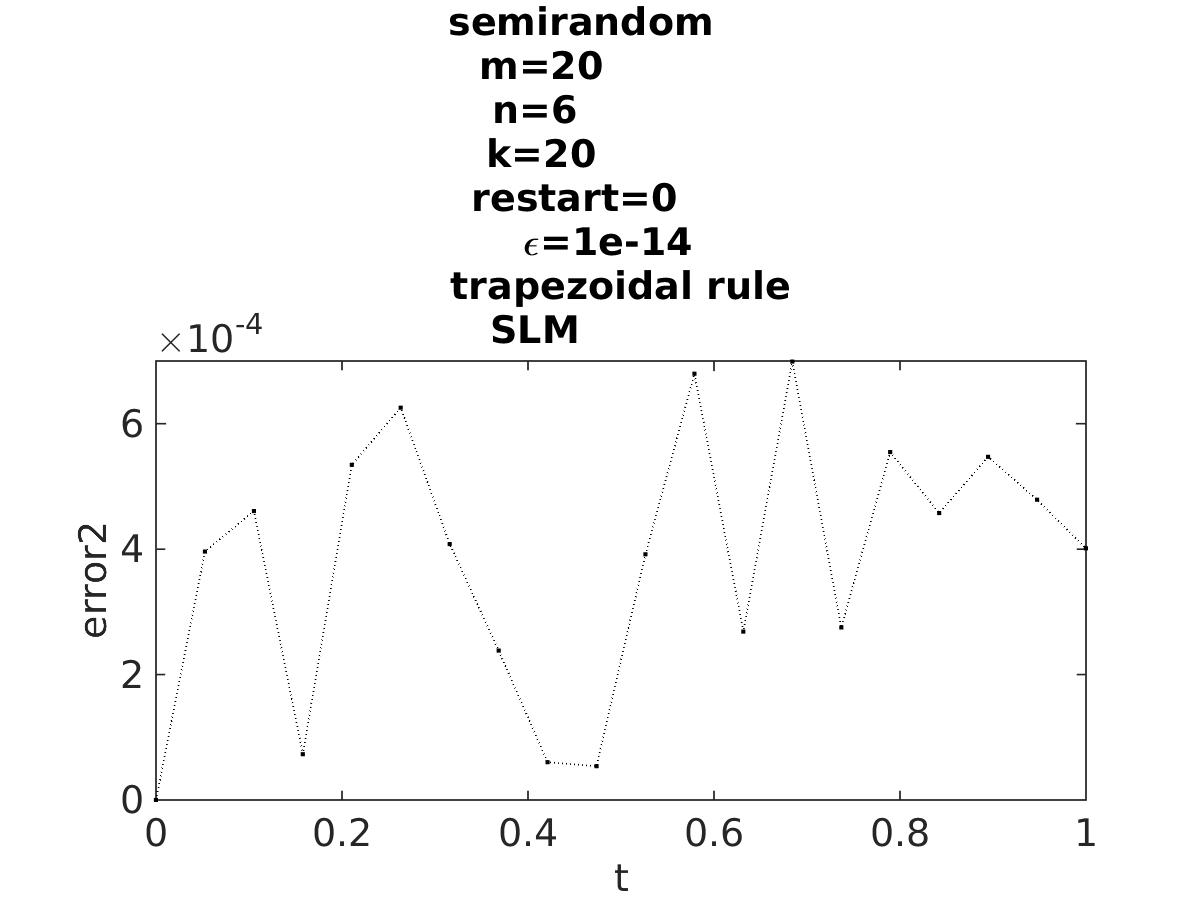 semirandom
m=20
n=6
k=20
restart=0
ϵ=1e-14
trapezoidal rule
SLM
×10-4
6
4
2
0
error2
0 0.2 0.4 0.6 0.8 1
t